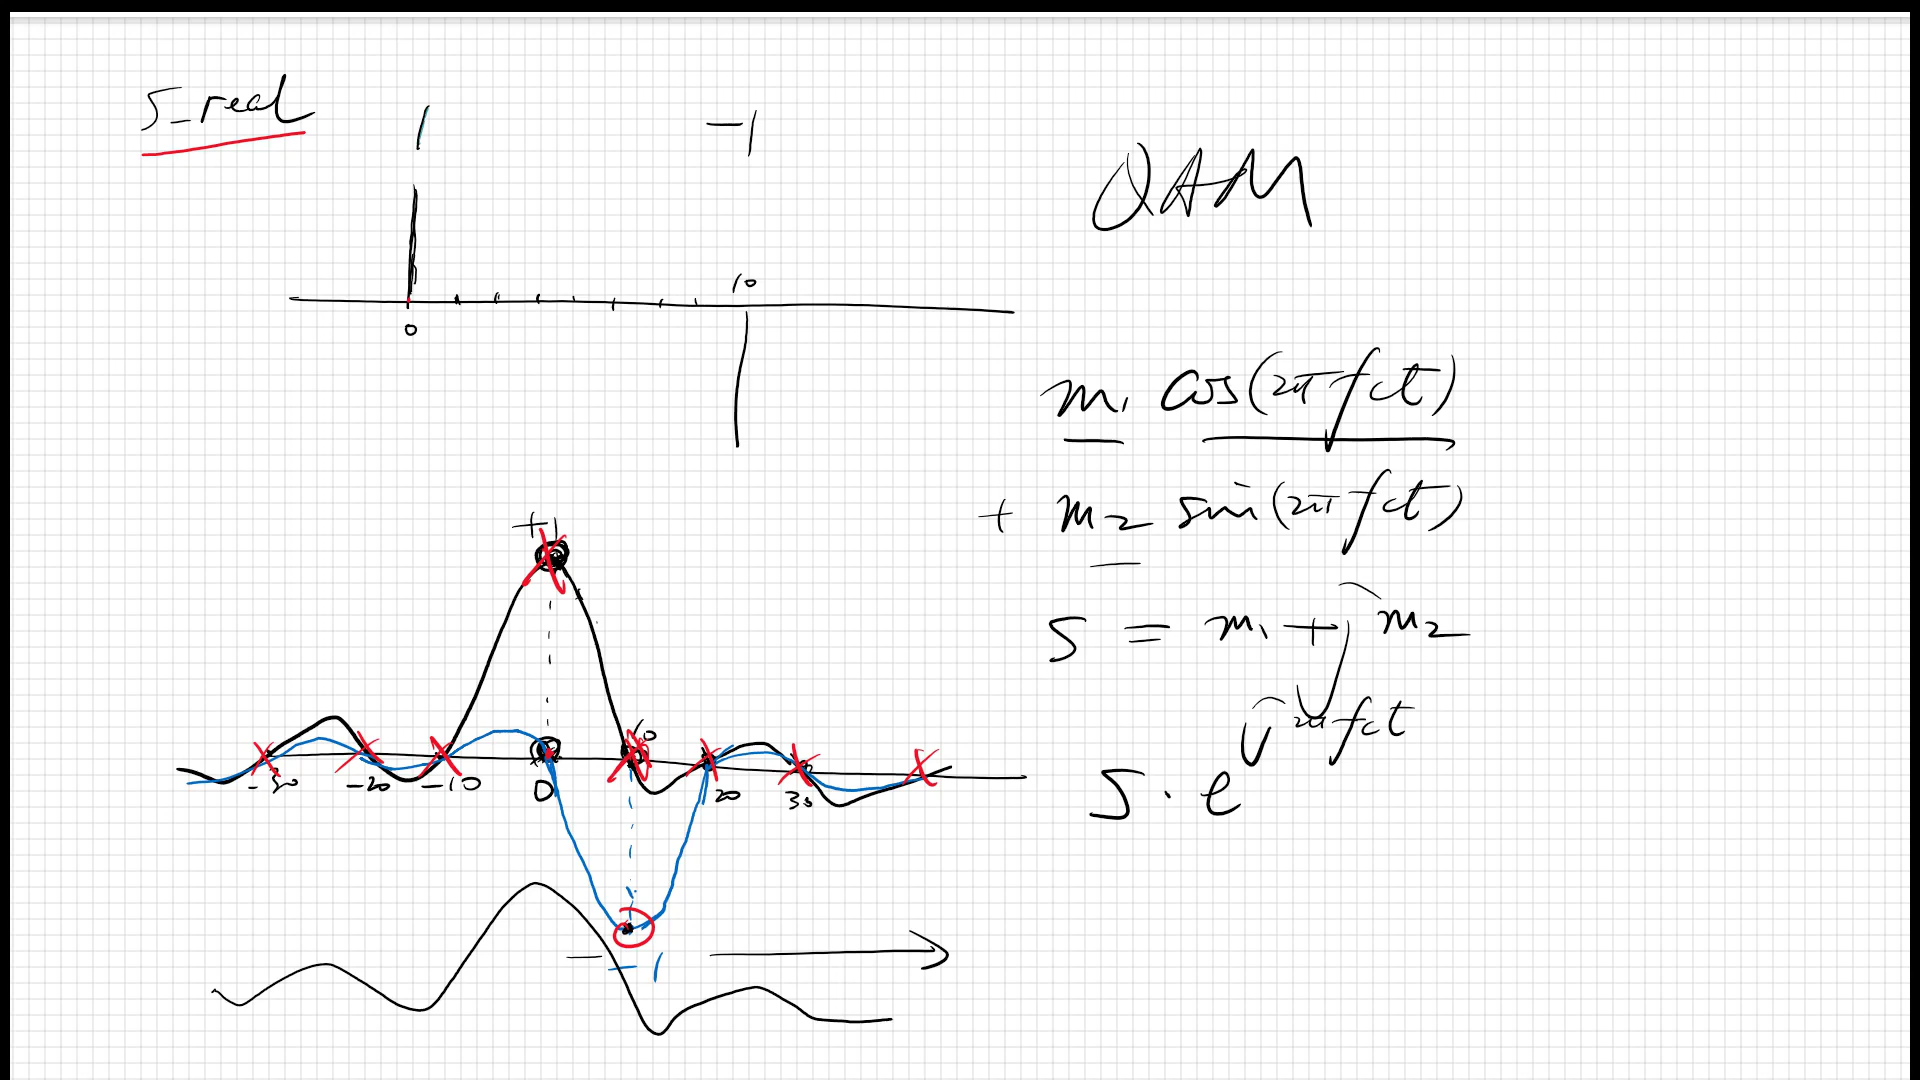 s_real
1 -1
10
0
+1
10
-30 -20 -10 0 20 30
-1
QAM
m₁ cos(2πfct)
+ m₂ sin(2πfct)
s = m₁ + j m₂
s · e^{j2πfct}